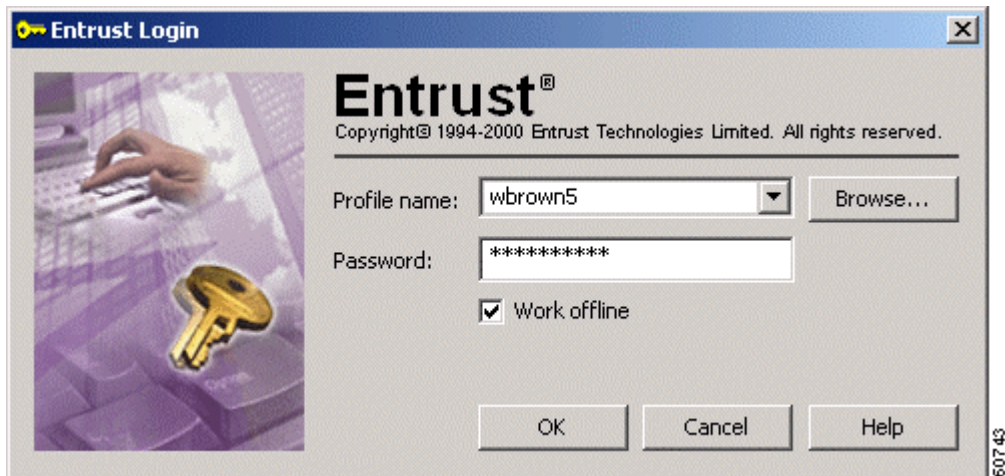 Entrust Login
Entrust®
Copyright© 1994-2000 Entrust Technologies Limited. All rights reserved.
Profile name: wbrown5 Browse...
Password: **********
Work offline
OK Cancel Help
60743
Option